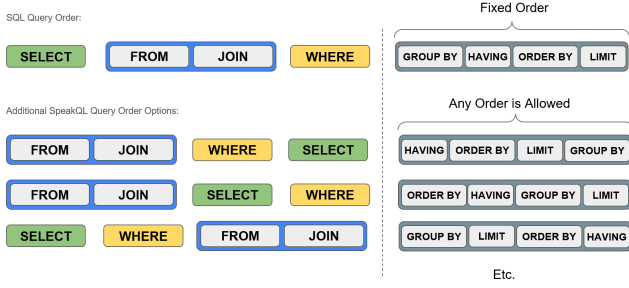 Fixed Order
SQL Query Order:
SELECT FROM JOIN WHERE GROUP BY HAVING ORDER BY LIMIT
Additional SpeakQL Query Order Options:
Any Order is Allowed
FROM JOIN WHERE SELECT HAVING ORDER BY LIMIT GROUP BY
FROM JOIN SELECT WHERE ORDER BY HAVING GROUP BY LIMIT
SELECT WHERE FROM JOIN GROUP BY LIMIT ORDER BY HAVING
Etc.